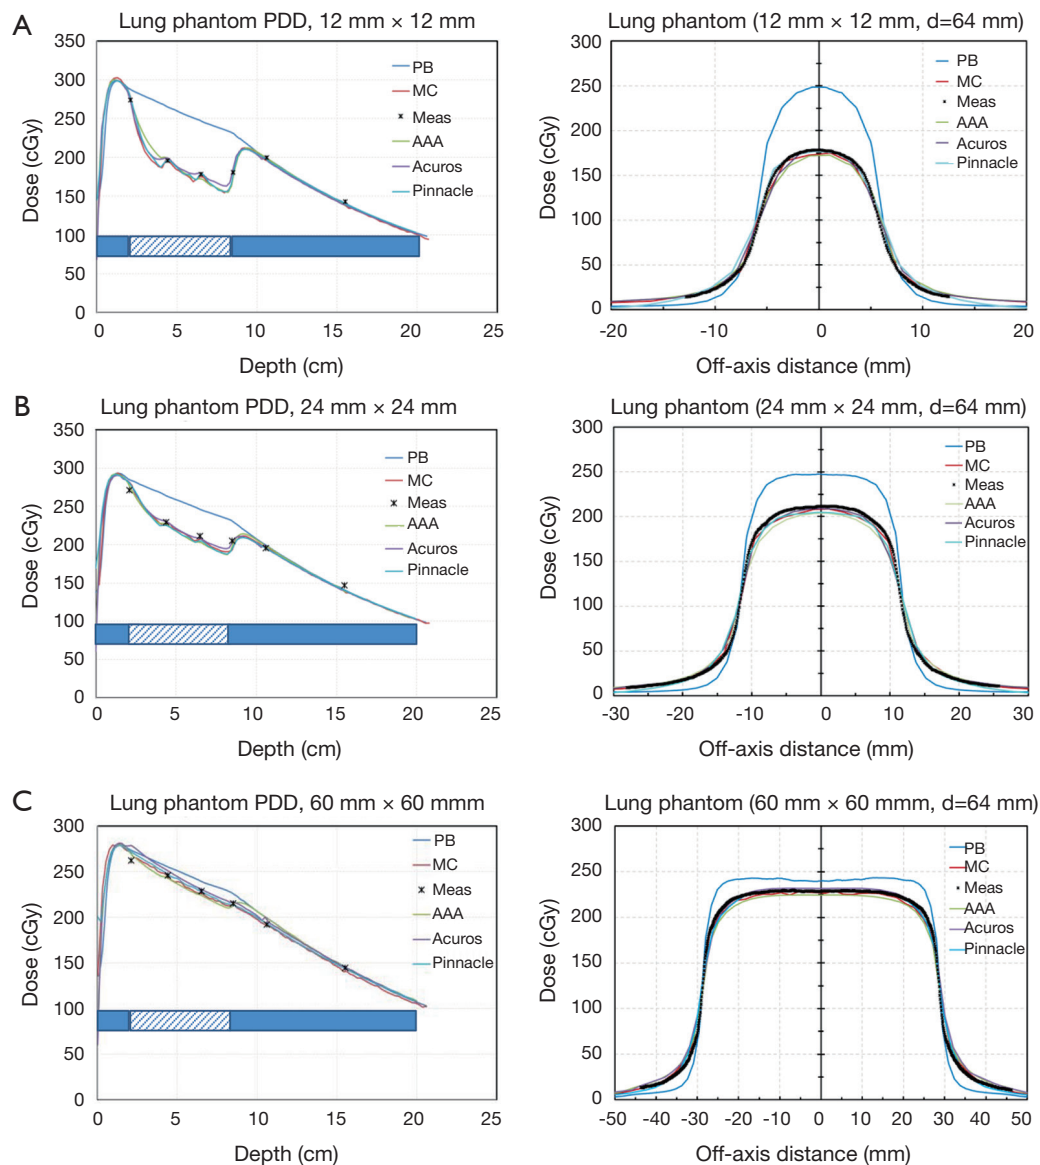 A
Lung phantom PDD, 12 mm × 12 mm
350
300
250
200
150
100
50
0
Dose (cGy)
PB
MC
Meas
AAA
Acuros
Pinnacle
0 5 10 15 20 25
Depth (cm)
Lung phantom (12 mm × 12 mm, d=64 mm)
300
250
200
150
100
50
0
Dose (cGy)
PB
MC
Meas
AAA
Acuros
Pinnacle
-20 -10 0 10 20
Off-axis distance (mm)
B
Lung phantom PDD, 24 mm × 24 mm
350
300
250
200
150
100
50
0
Dose (cGy)
PB
MC
Meas
AAA
Acuros
Pinnacle
0 5 10 15 20 25
Depth (cm)
Lung phantom (24 mm × 24 mm, d=64 mm)
300
250
200
150
100
50
0
Dose (cGy)
PB
MC
Meas
AAA
Acuros
Pinnacle
-30 -20 -10 0 10 20 30
Off-axis distance (mm)
C
Lung phantom PDD, 60 mm × 60 mmm
300
250
200
150
100
50
0
Dose (cGy)
PB
MC
Meas
AAA
Acuros
Pinnacle
0 5 10 15 20 25
Depth (cm)
Lung phantom (60 mm × 60 mmm, d=64 mm)
300
250
200
150
100
50
0
Dose (cGy)
PB
MC
Meas
AAA
Acuros
Pinnacle
-50 -40 -30 -20 -10 0 10 20 30 40 50
Off-axis distance (mm)